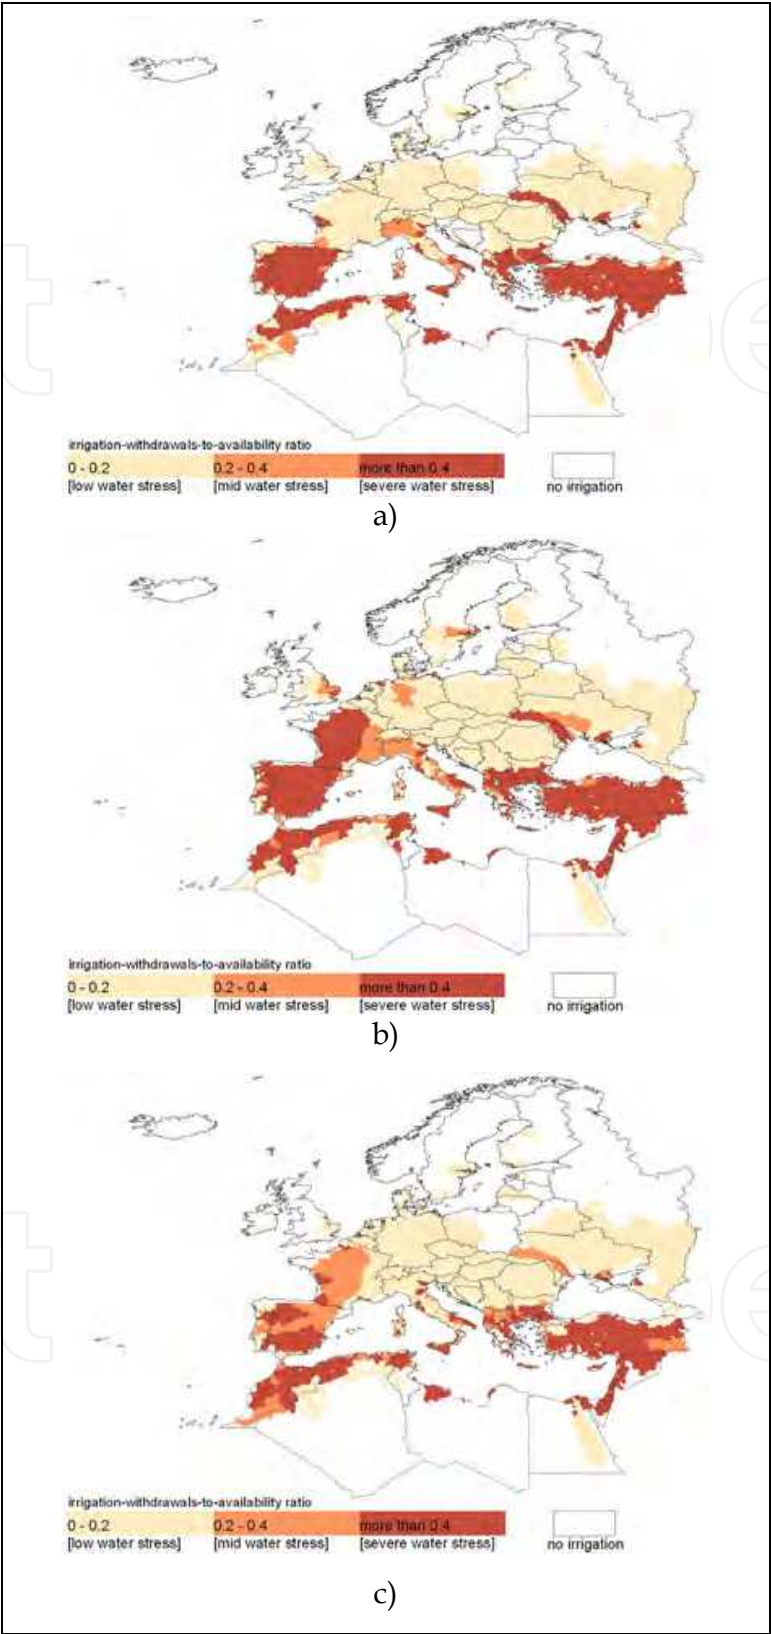 irrigation-withdrawals-to-availability ratio
0 - 0.2 0.2 - 0.4 more than 0.4
[low water stress] [mid water stress] [severe water stress] no irrigation
a)
irrigation-withdrawals-to-availability ratio
0 - 0.2 0.2 - 0.4 more than 0.4
[low water stress] [mid water stress] [severe water stress] no irrigation
b)
irrigation-withdrawals-to-availability ratio
0 - 0.2 0.2 - 0.4 more than 0.4
[low water stress] [mid water stress] [severe water stress] no irrigation
c)